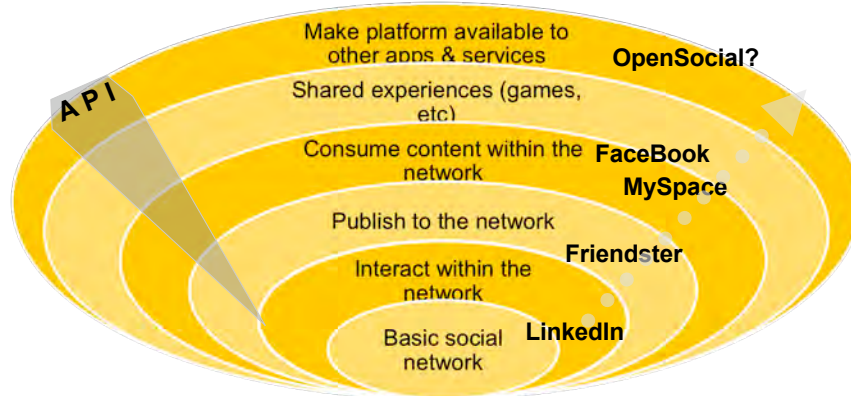 Make platform available to
other apps & services
OpenSocial?
API
Shared experiences (games,
etc)
Consume content within the
network
FaceBook
MySpace
Publish to the network
Friendster
Interact within the
network
Basic social
network
LinkedIn